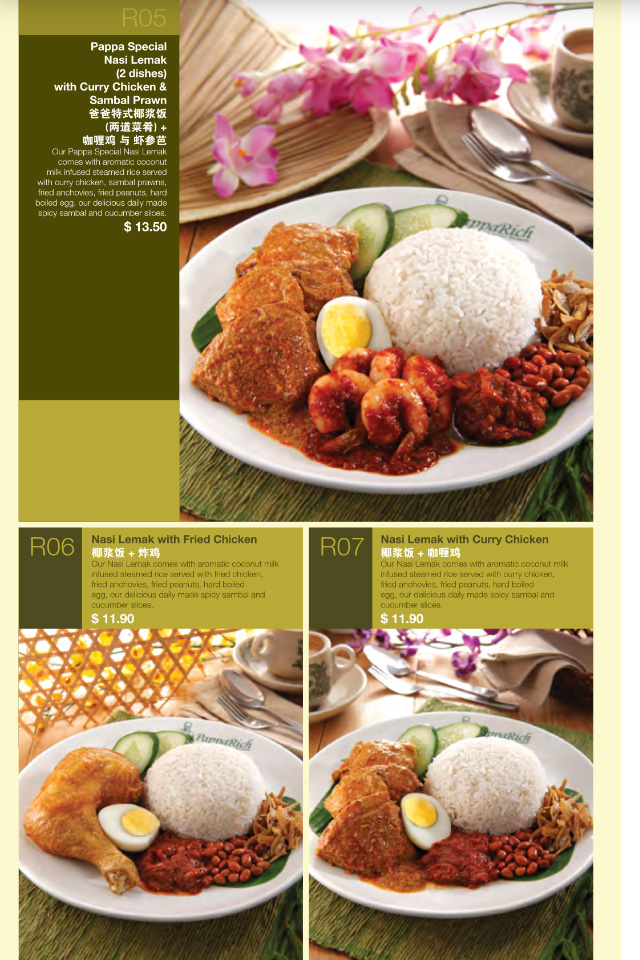 R05
Pappa Special
Nasi Lemak
(2 dishes)
with Curry Chicken &
Sambal Prawn
爸爸特式椰浆饭
(两道菜肴) +
咖喱鸡 与 虾参芭
Our Pappa Special Nasi Lemak
comes with aromatic coconut
milk infused steamed rice served
with curry chicken, sambal prawns,
fried anchovies, fried peanuts, hard
boiled egg, our delicious daily made
spicy sambal and cucumber slices.
$ 13.50
PappaRich
R06
Nasi Lemak with Fried Chicken
椰浆饭 + 炸鸡
Our Nasi Lemak comes with aromatic coconut milk
infused steamed rice served with fried chicken,
fried anchovies, fried peanuts, hard boiled
egg, our delicious daily made spicy sambal and
cucumber slices.
$ 11.90
PappaRich
R07
Nasi Lemak with Curry Chicken
椰浆饭 + 咖喱鸡
Our Nasi Lemak comes with aromatic coconut milk
infused steamed rice served with curry chicken,
fried anchovies, fried peanuts, hard boiled
egg, our delicious daily made spicy sambal and
cucumber slices.
$ 11.90
PappaRich